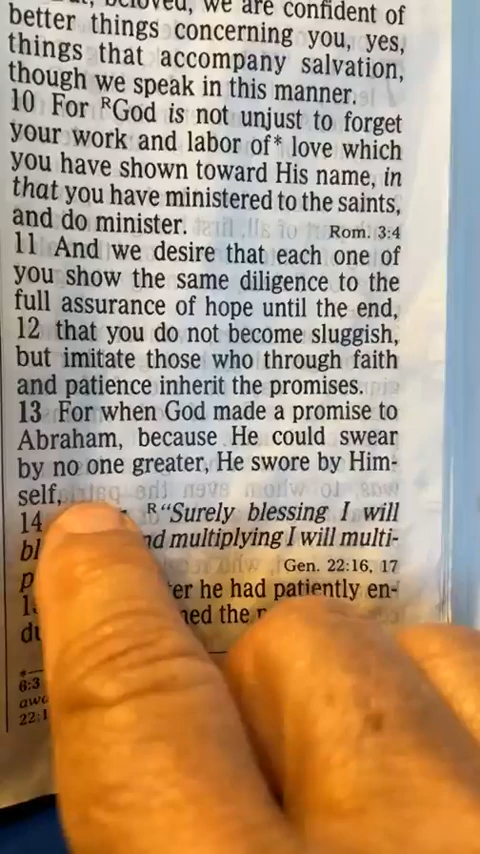 beloved, we are confident of
better things concerning you, yes,
things that accompany salvation,
though we speak in this manner.
10 For ᴿGod is not unjust to forget
your work and labor of* love which
you have shown toward His name, in
that you have ministered to the saints,
and do minister. Rom. 3:4
11 And we desire that each one of
you show the same diligence to the
full assurance of hope until the end,
12 that you do not become sluggish,
but imitate those who through faith
and patience inherit the promises.
13 For when God made a promise to
Abraham, because He could swear
by no one greater, He swore by Him-
self,
14 ᴿ“Surely blessing I will
multiplying I will multi-
Gen. 22:16, 17
he had patiently en-
the
6:3